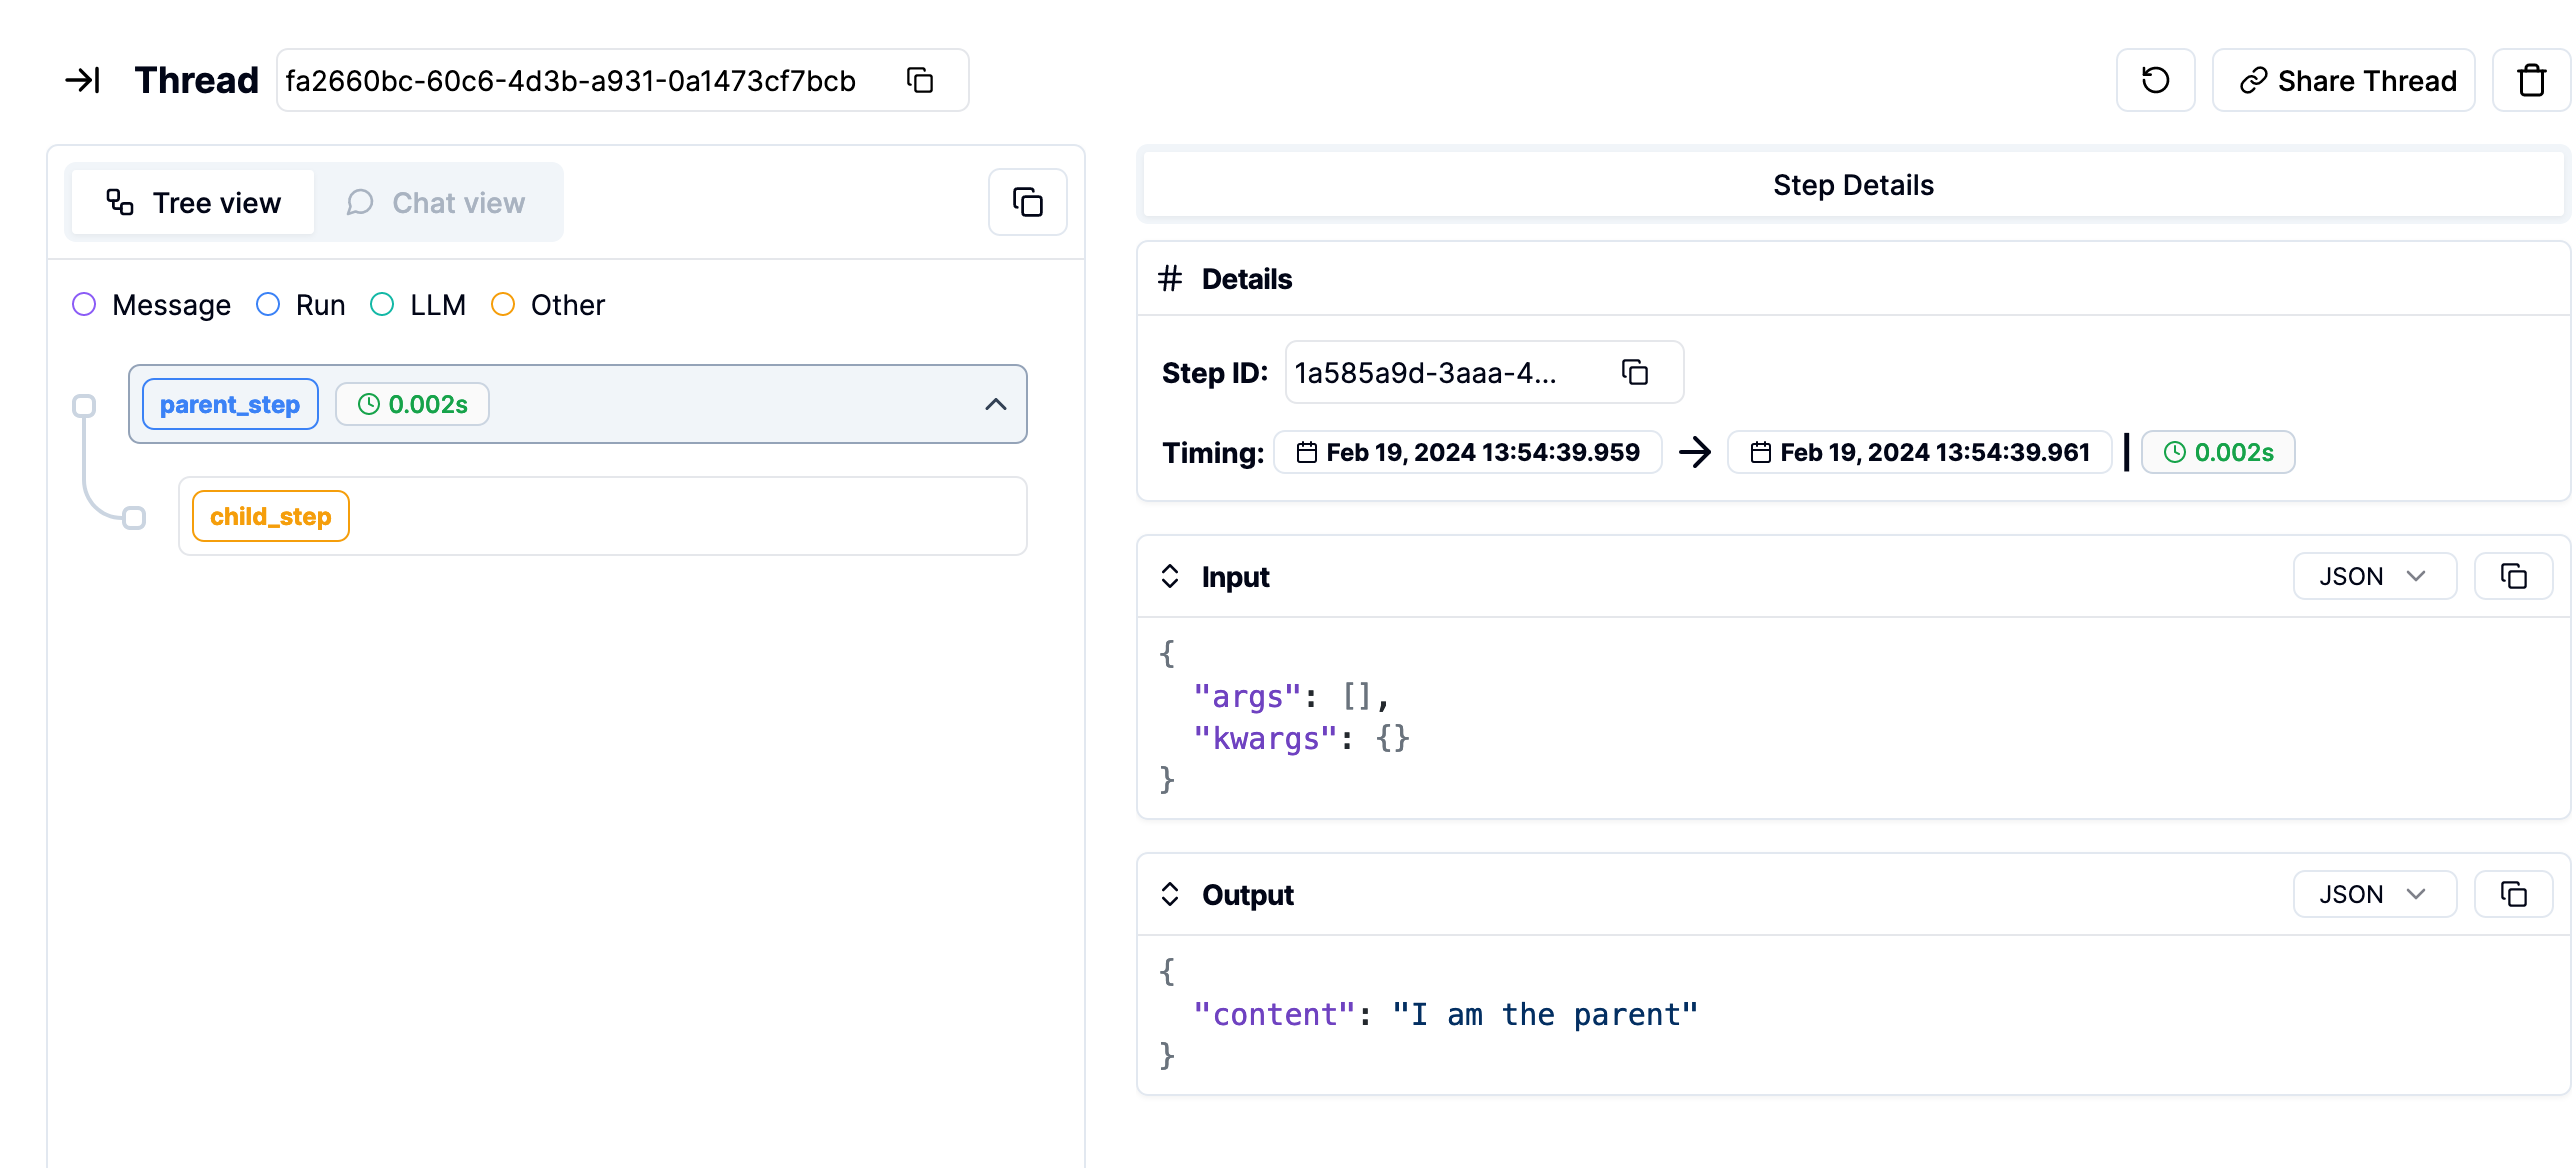 Thread fa2660bc-60c6-4d3b-a931-0a1473cf7bcb
Share Thread
Tree view Chat view
Message Run LLM Other
parent_step 0.002s
child_step
Step Details
Details
Step ID: 1a585a9d-3aaa-4...
Timing: Feb 19, 2024 13:54:39.959 → Feb 19, 2024 13:54:39.961 | 0.002s
Input JSON
{
"args": [],
"kwargs": {}
}
Output JSON
{
"content": "I am the parent"
}